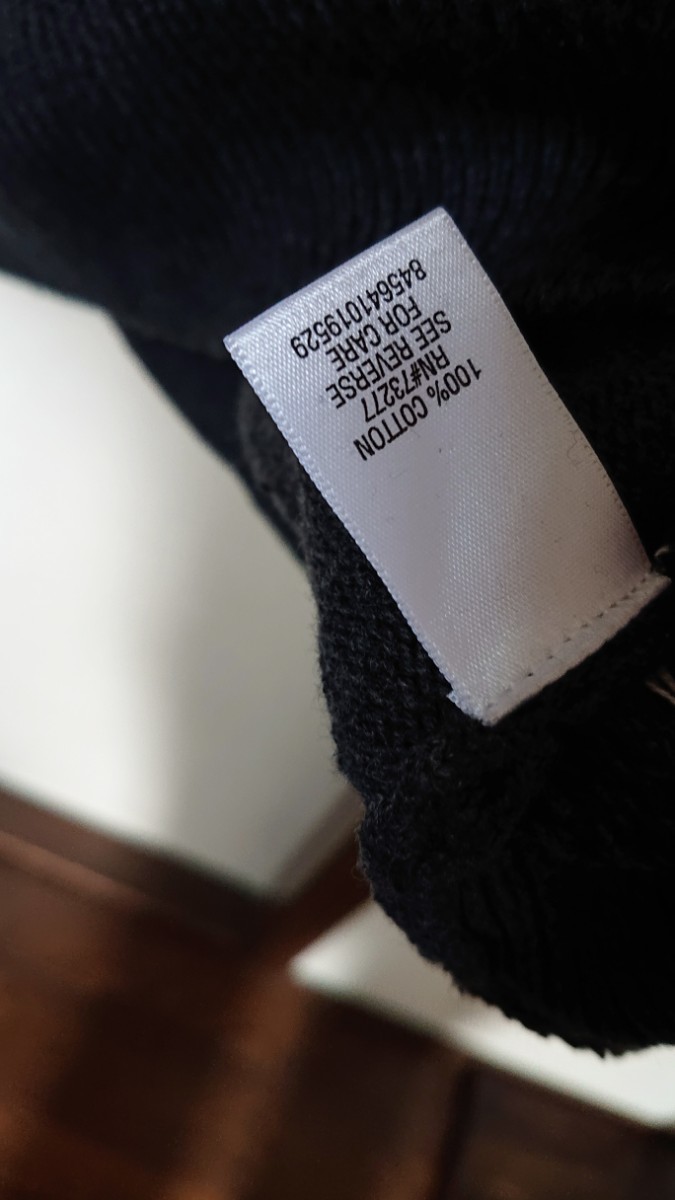 100% COTTON
RN#73277
SEE REVERSE
FOR CARE
845641019529